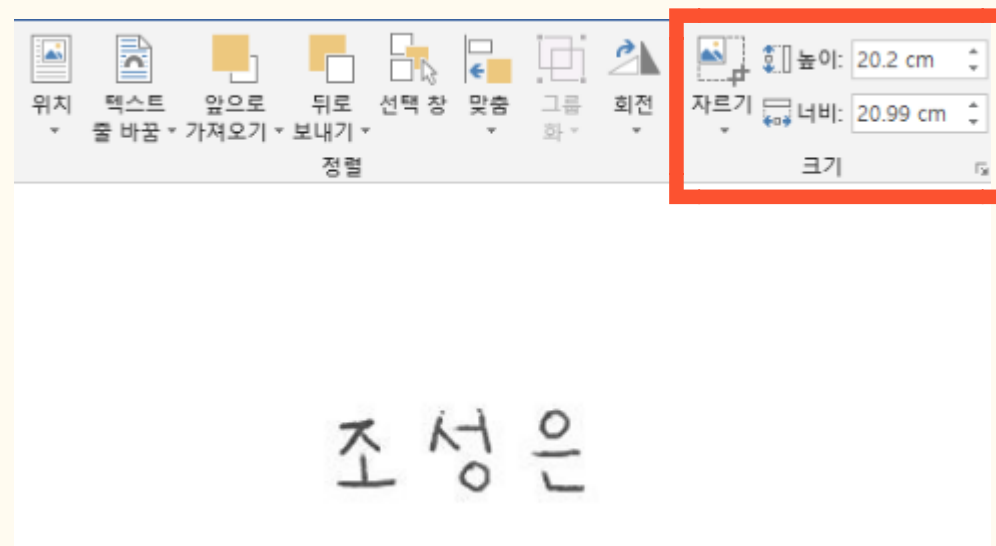 위치 텍스트 앞으로 뒤로 선택 창 맞춤 그룹 회전 자르기 높이: 20.2 cm
줄 바꿈 가져오기 보내기 화 너비: 20.99 cm
정렬 크기
조성은